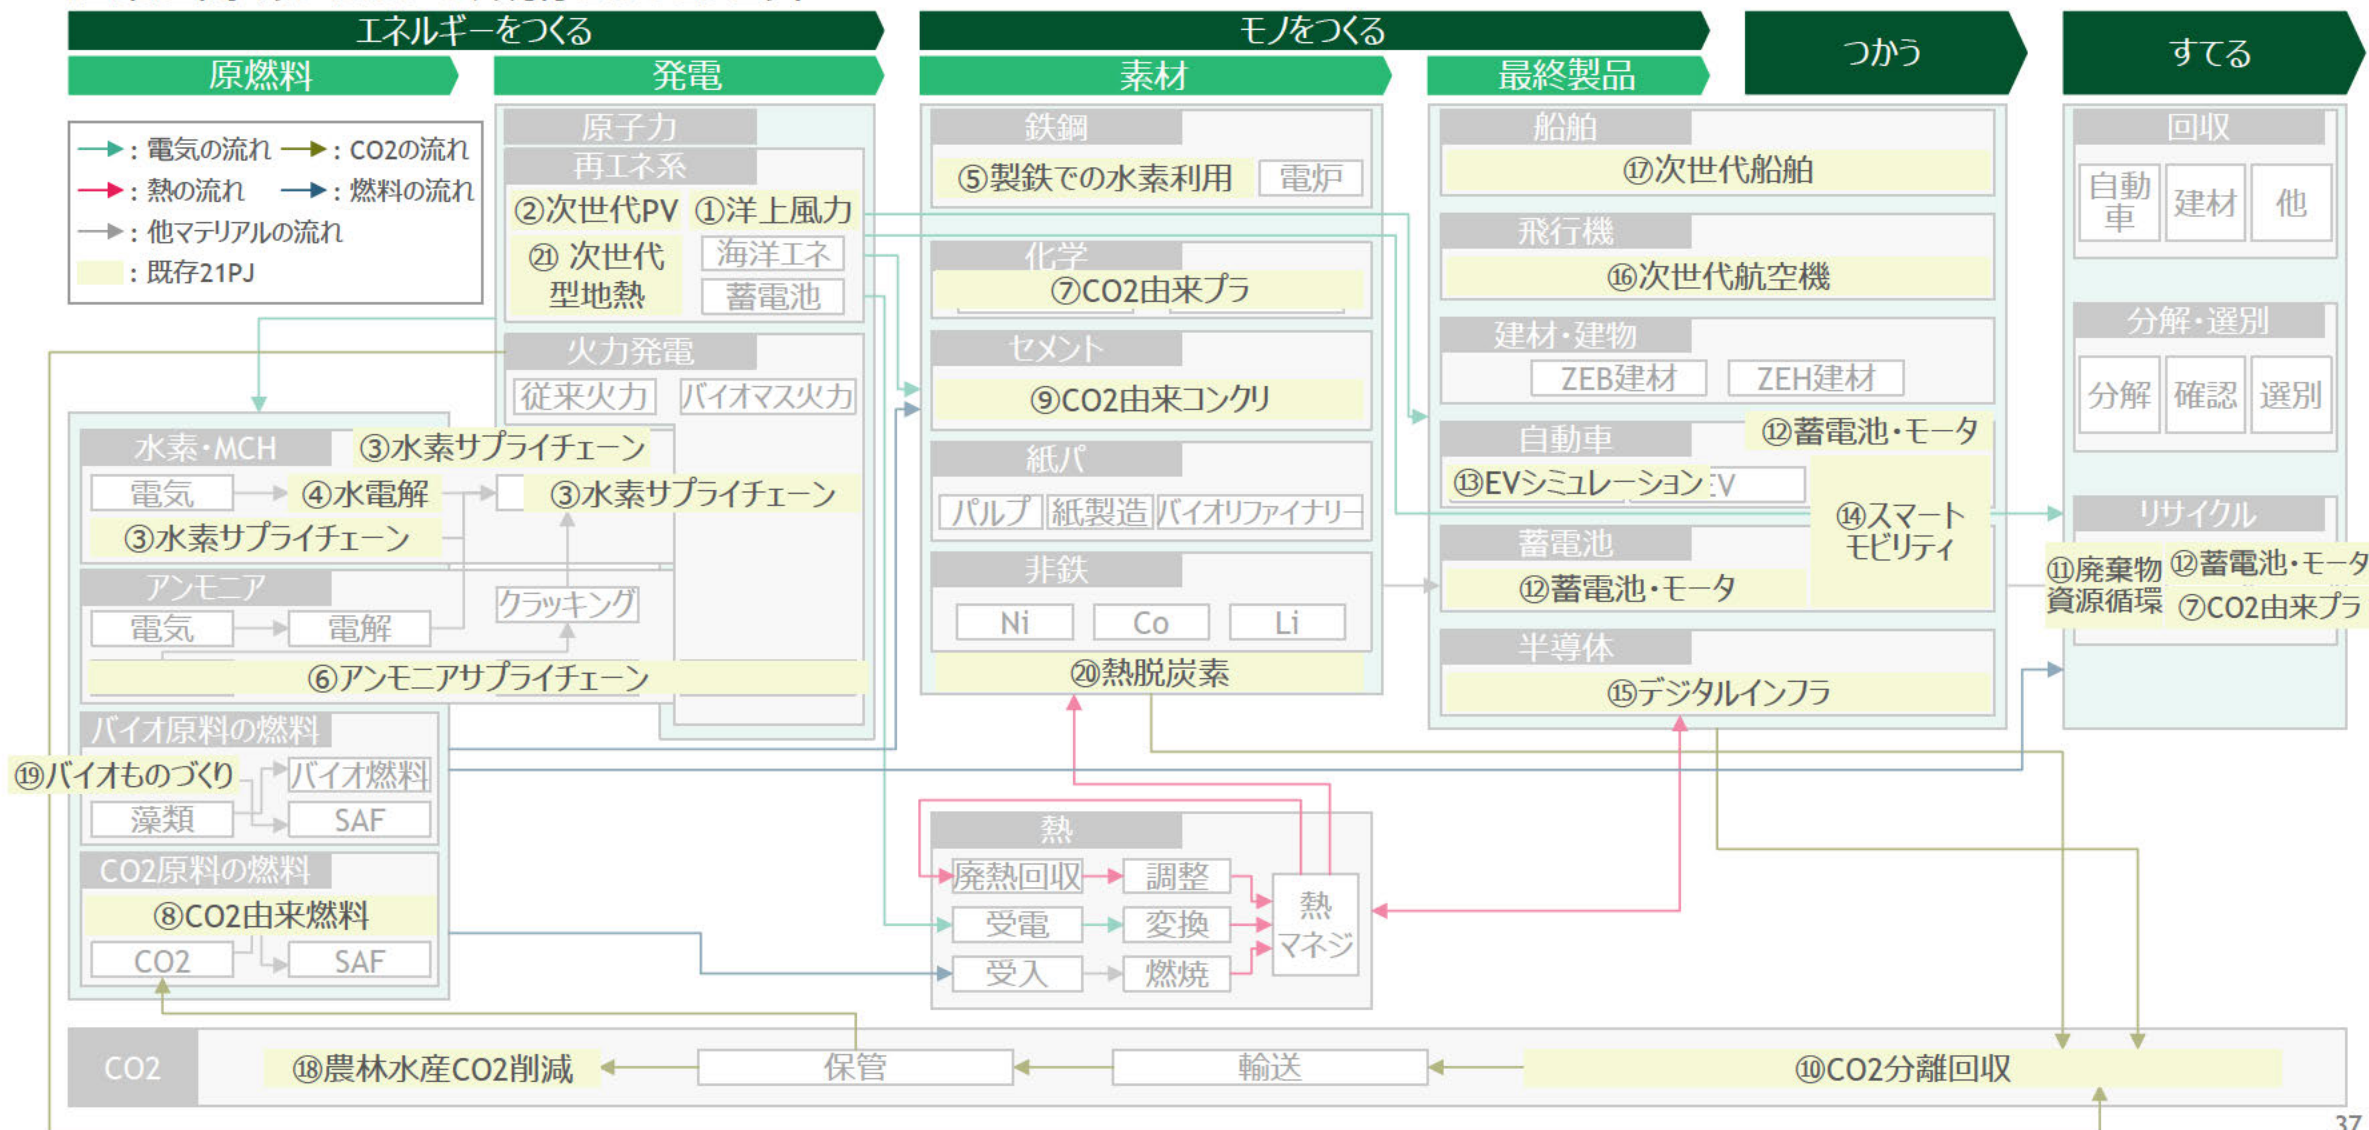 エネルギーをつくる
モノをつくる
つかう
すてる
原燃料
発電
素材
最終製品
：電気の流れ
：CO2の流れ
：熱の流れ
：燃料の流れ
：他マテリアルの流れ
：既存21PJ
原子力
再エネ系
②次世代PV
①洋上風力
㉑ 次世代
型地熱
海洋エネ
蓄電池
火力発電
従来火力
バイオマス火力
水素・MCH
③水素サプライチェーン
電気
④水電解
③水素サプライチェーン
③水素サプライチェーン
アンモニア
電気
電解
クラッキング
⑥アンモニアサプライチェーン
バイオ原料の燃料
⑲バイオものづくり
バイオ燃料
藻類
SAF
CO2原料の燃料
⑧CO2由来燃料
CO2
SAF
鉄鋼
⑤製鉄での水素利用
電炉
化学
⑦CO2由来プラ
セメント
⑨CO2由来コンクリ
紙パ
パルプ
紙製造
バイオリファイナリー
非鉄
Ni
Co
Li
⑳熱脱炭素
熱
廃熱回収
調整
受電
変換
受入
燃焼
熱
マネジ
船舶
⑰次世代船舶
飛行機
⑯次世代航空機
建材・建物
ZEB建材
ZEH建材
自動車
⑫蓄電池・モータ
⑬EVシミュレーション
EV
⑭スマート
モビリティ
蓄電池
⑫蓄電池・モータ
半導体
⑮デジタルインフラ
回収
自動
車
建材
他
分解・選別
分解
確認
選別
リサイクル
⑪廃棄物
資源循環
⑫蓄電池・モータ
⑦CO2由来プラ
CO2
⑱農林水産CO2削減
保管
輸送
⑩CO2分離回収
37